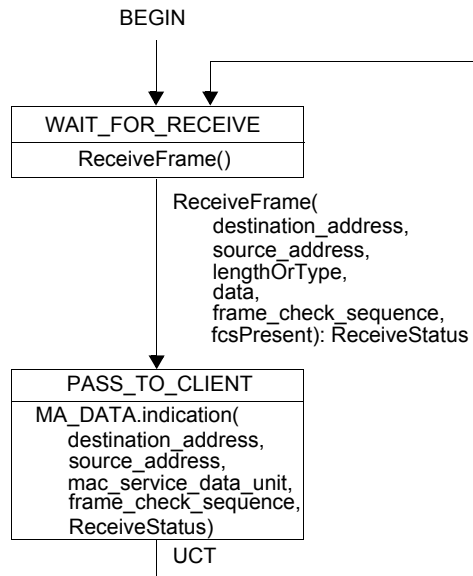 BEGIN
WAIT_FOR_RECEIVE
ReceiveFrame()
ReceiveFrame(
destination_address,
source_address,
lengthOrType,
data,
frame_check_sequence,
fcsPresent): ReceiveStatus
PASS_TO_CLIENT
MA_DATA.indication(
destination_address,
source_address,
mac_service_data_unit,
frame_check_sequence,
ReceiveStatus)
UCT